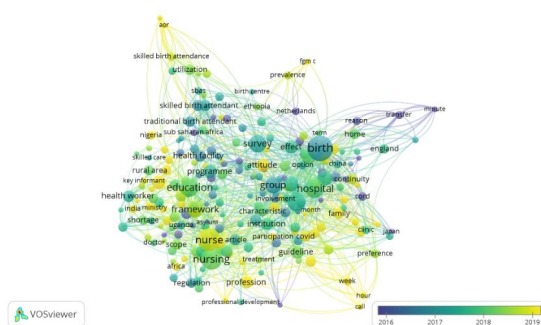 aor
skilled birth attendance
fgm c
utilization
prevalence
sbas
birth centre
skilled birth attendant
ethiopia
netherlands
minute
transfer
reason
traditional birth attendant
nigeria
sub saharan africa
term
home
survey
effect
birth
england
skilled care
health facility
attitude
option
china
rural area
programme
continuity
key informant
education
group
hospital
health worker
involvement
cord
india
ministry
framework
characteristic
month
family
shortage
uganda
asylum
institution
clinic
japan
doctor
scope
nurse
article
participation
covid
preference
nursing
treatment
guideline
africa
regulation
profession
week
professional development
hour
call
VOSviewer
2016 2017 2018 2019